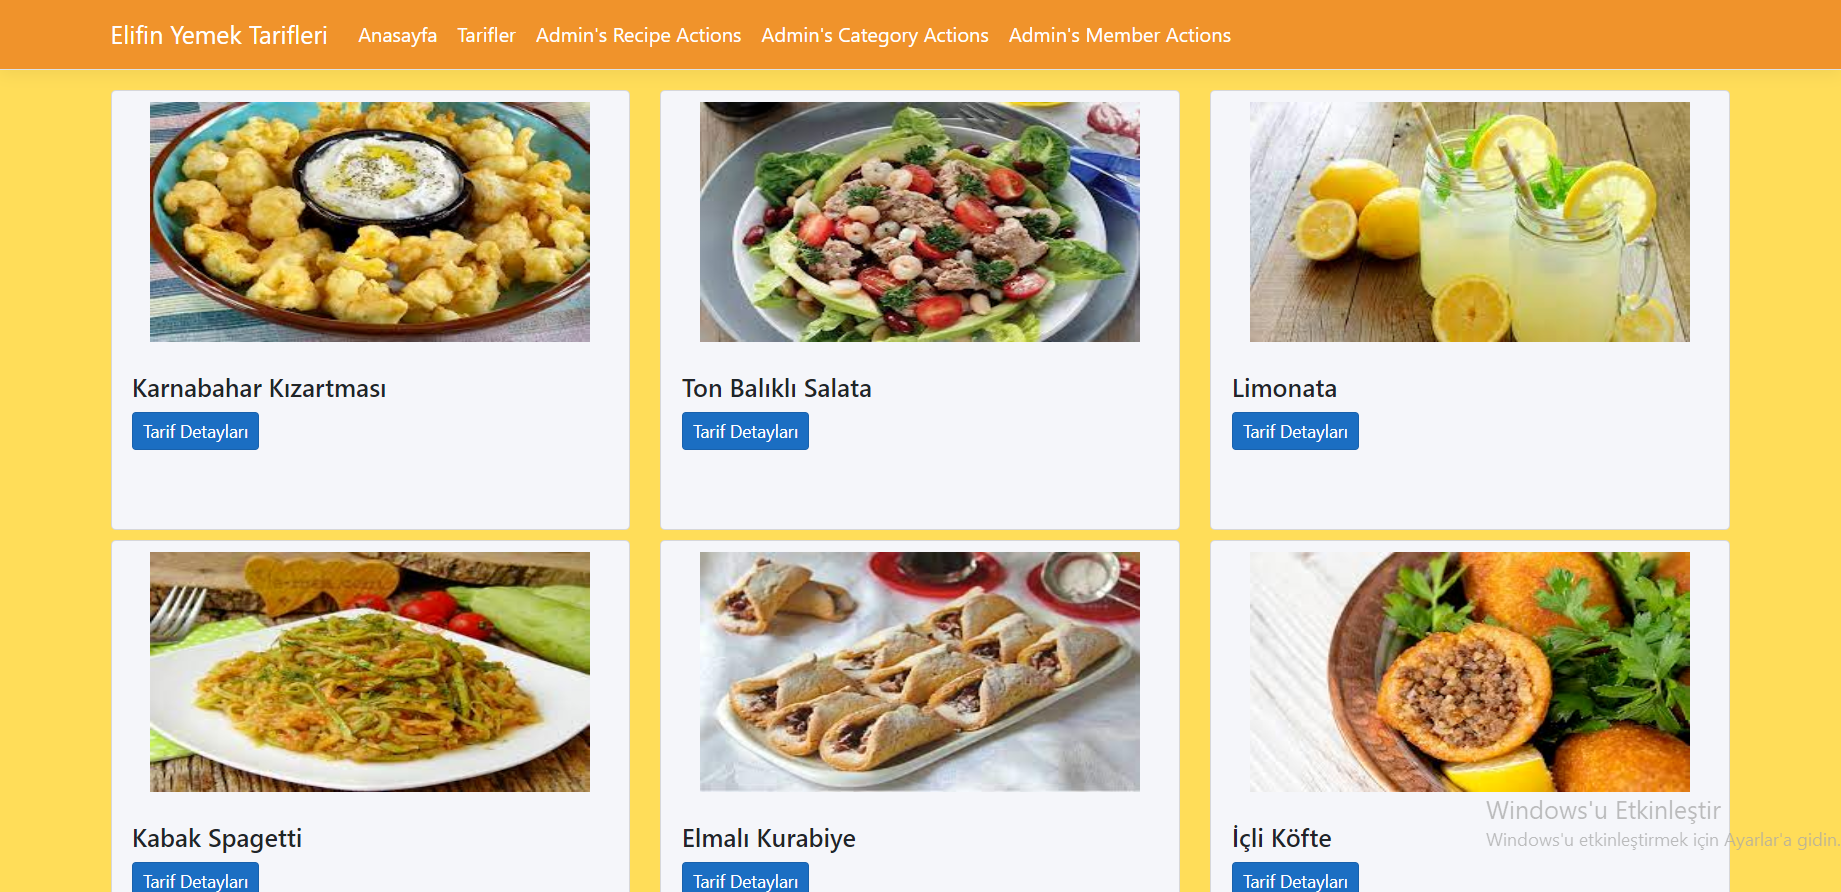 Elifin Yemek Tarifleri Anasayfa Tarifler Admin's Recipe Actions Admin's Category Actions Admin's Member Actions
Karnabahar Kızartması
Tarif Detayları
Ton Balıklı Salata
Tarif Detayları
Limonata
Tarif Detayları
Kabak Spagetti
Tarif Detayları
Elmalı Kurabiye
Tarif Detayları
İçli Köfte
Tarif Detayları
Windows'u Etkinleştir
Windows'u etkinleştirmek için Ayarlar'a gidin.